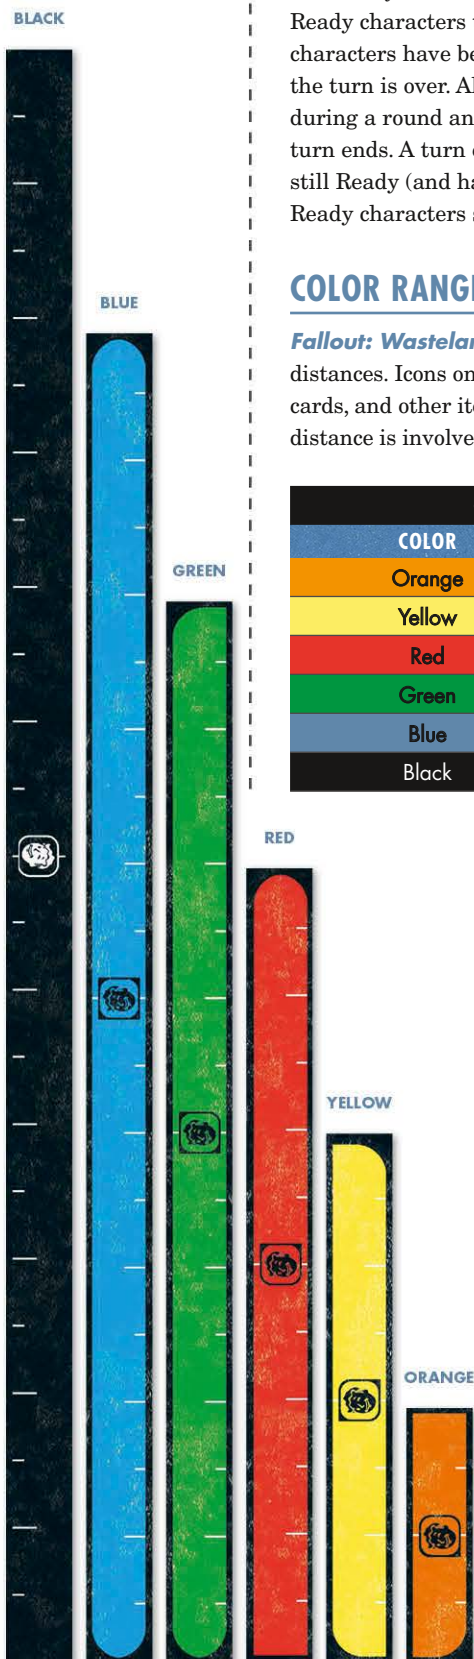 BLACK
BLUE
GREEN
RED
YELLOW
ORANGE
Ready characters
characters have be
the turn is over. Al
during a round an
turn ends. A turn
still Ready (and ha
Ready characters s
COLOR RANG
Fallout: Wastelan
distances. Icons on
cards, and other it
distance is involve
COLOR
Orange
Yellow
Red
Green
Blue
Black